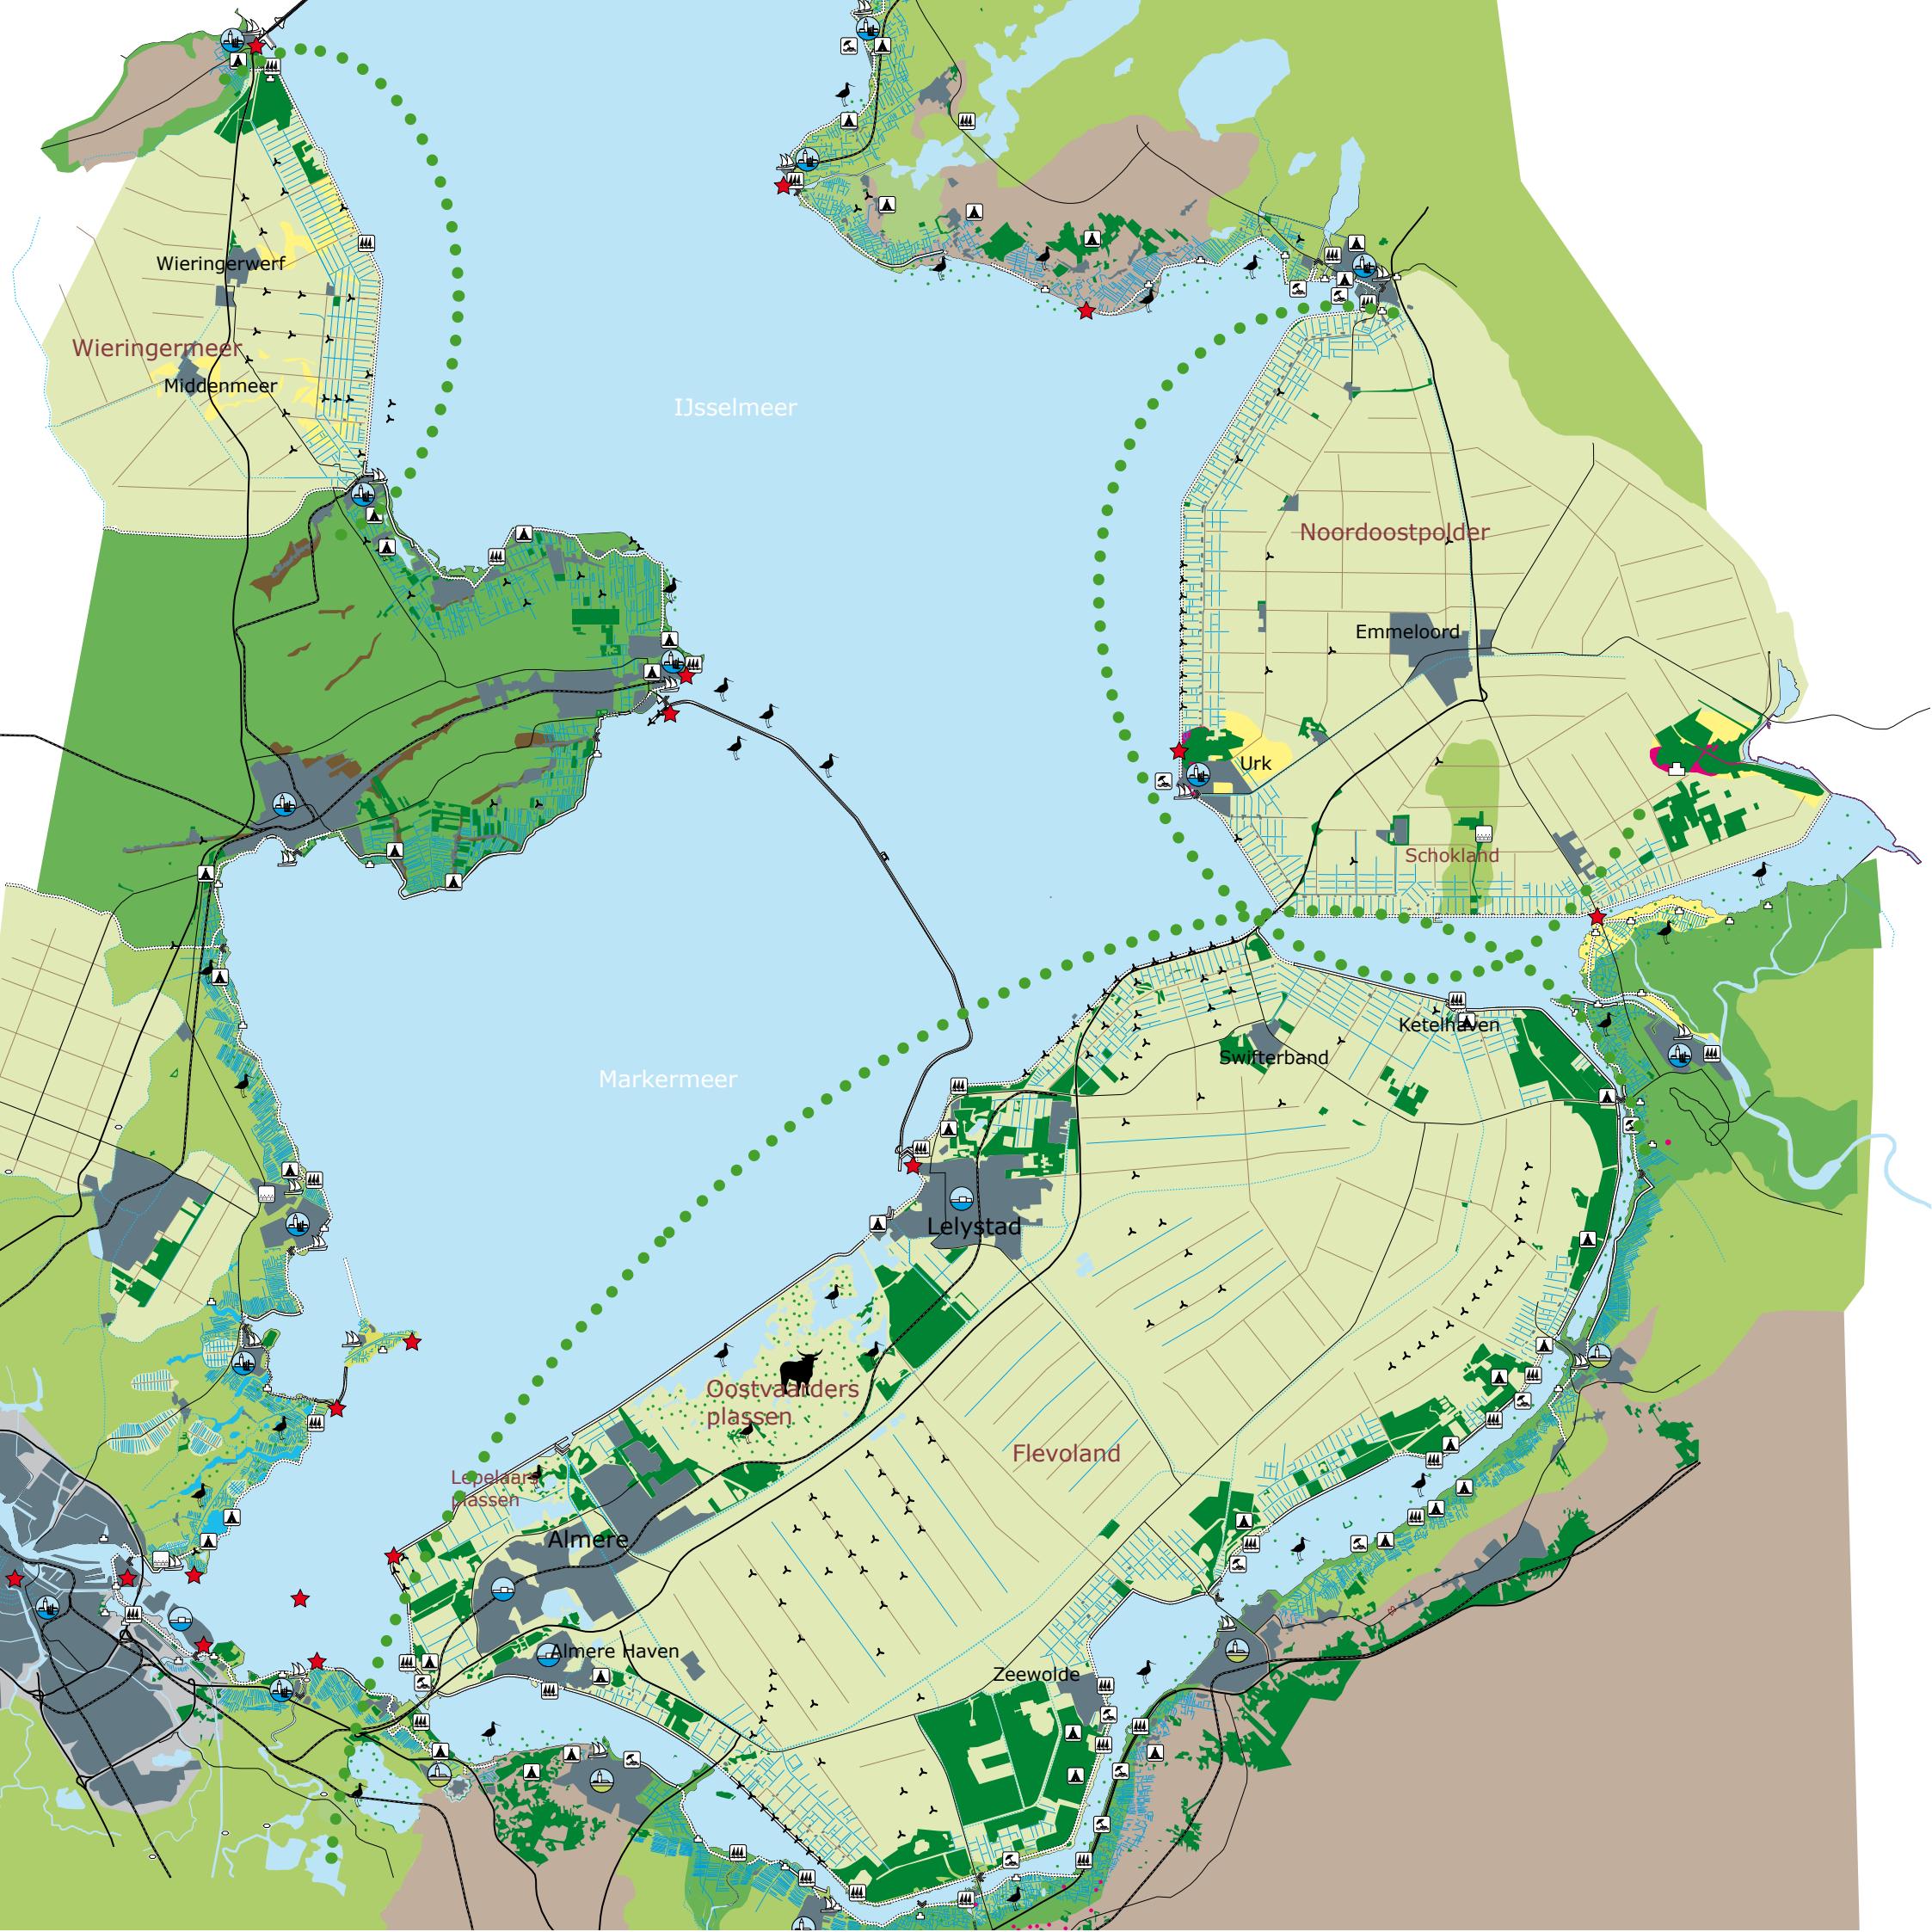 Wieringerwerf
Wieringermeer
Middenmeer
IJsselmeer
Noordoostpolder
Emmeloord
Urk
Schokland
Ketelhaven
Swifterband
Markermeer
Lelystad
Oostvaarders
plassen
Flevoland
Lepelaars
plassen
Almere
Almere Haven
Zeewolde